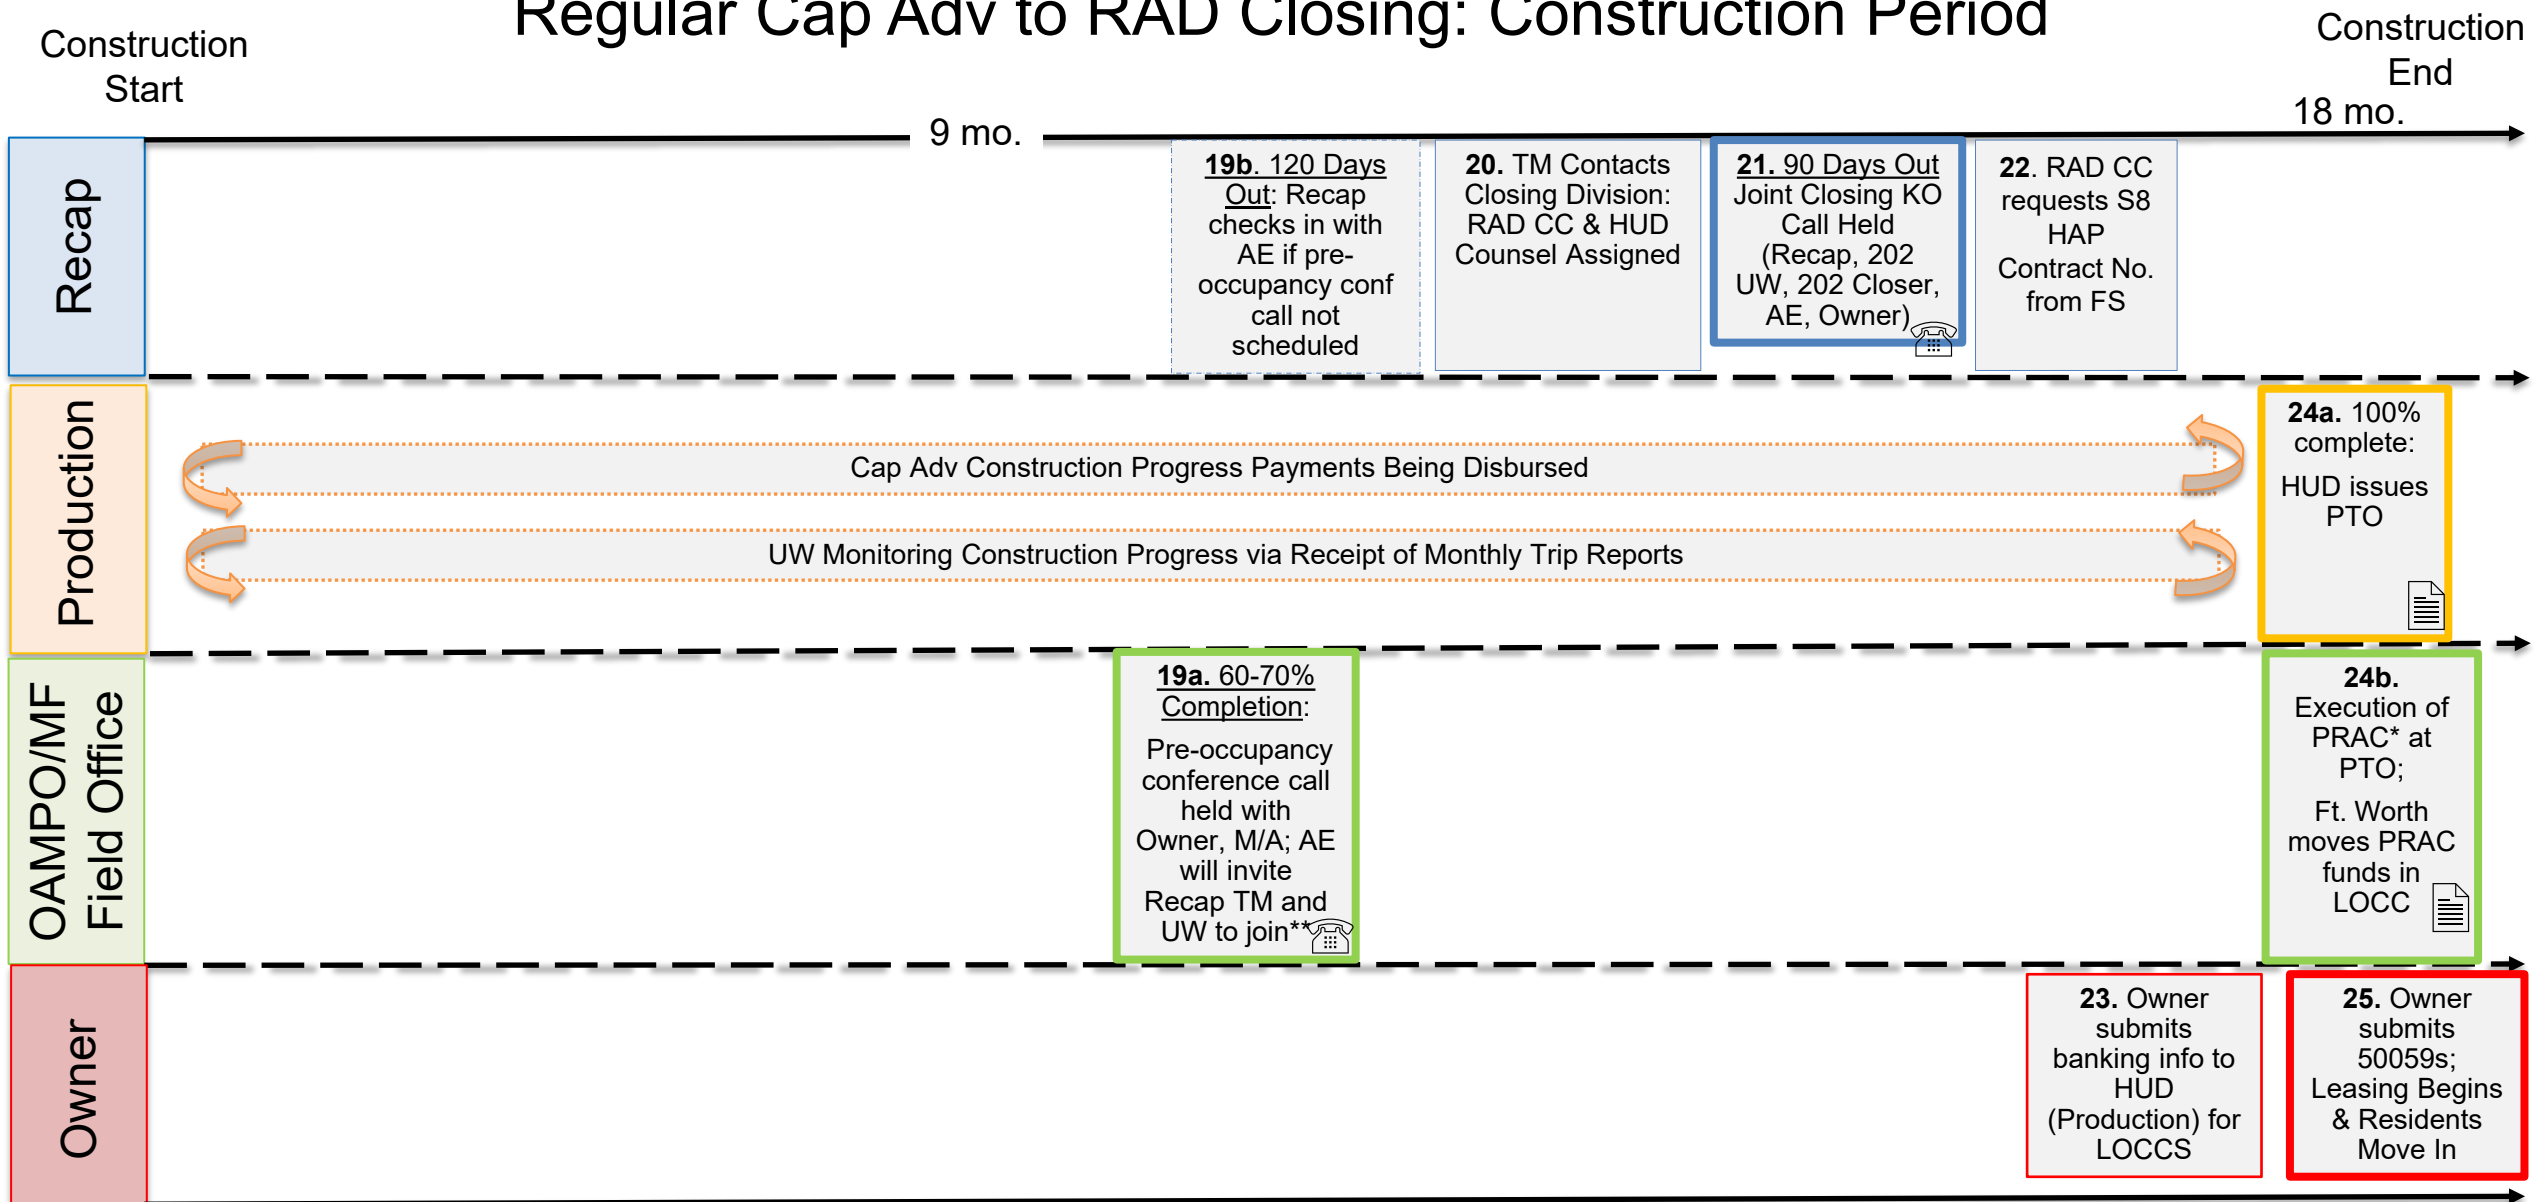 Regular Cap Adv to RAD Closing: Construction Period
Construction
Start
Construction
End
9 mo.
18 mo.
Recap
19b. 120 Days
Out: Recap
checks in with
AE if pre-
occupancy conf
call not
scheduled
20. TM Contacts
Closing Division:
RAD CC & HUD
Counsel Assigned
21. 90 Days Out
Joint Closing KO
Call Held
(Recap, 202
UW, 202 Closer,
AE, Owner)
22. RAD CC
requests S8
HAP
Contract No.
from FS
Production
Cap Adv Construction Progress Payments Being Disbursed
UW Monitoring Construction Progress via Receipt of Monthly Trip Reports
24a. 100%
complete:
HUD issues
PTO
OAMPO/MF
Field Office
19a. 60-70%
Completion:
Pre-occupancy
conference call
held with
Owner, M/A; AE
will invite
Recap TM and
UW to join**
24b.
Execution of
PRAC* at
PTO;
Ft. Worth
moves PRAC
funds in
LOCC
Owner
23. Owner
submits
banking info to
HUD
(Production) for
LOCCS
25. Owner
submits
50059s;
Leasing Begins
& Residents
Move In